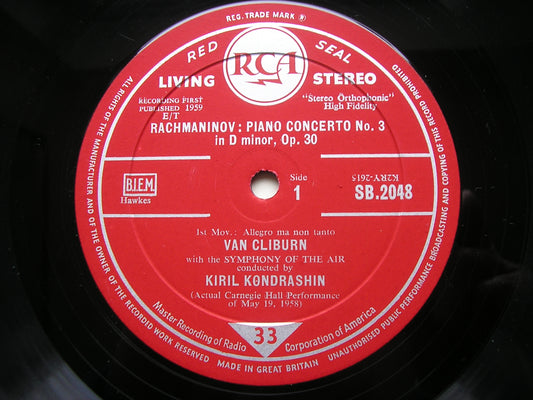 REG. TRADE MARK ®
RED SEAL
RCA
LIVING STEREO
RECORDING FIRST
PUBLISHED 1959
E/T
"Stereo Orthophonic"
High Fidelity
RACHMANINOV: PIANO CONCERTO No. 3
in D minor, Op. 30
B.I.E.M.
Hawkes
Side
1
K2RY-2615
SB.2048
1st Mov.: Allegro ma non tanto
VAN CLIBURN
with the SYMPHONY OF THE AIR
conducted by
KIRIL KONDRASHIN
(Actual Carnegie Hall Performance
of May 19, 1958)
Master Recording of Radio Corporation of America
33
ALL RIGHTS OF THE MANUFACTURER AND OF THE OWNER OF THE RECORDED WORK RESERVED
MADE IN GREAT BRITAIN
UNAUTHORISED PUBLIC PERFORMANCE BROADCASTING AND COPYING OF THIS RECORD PROHIBITED